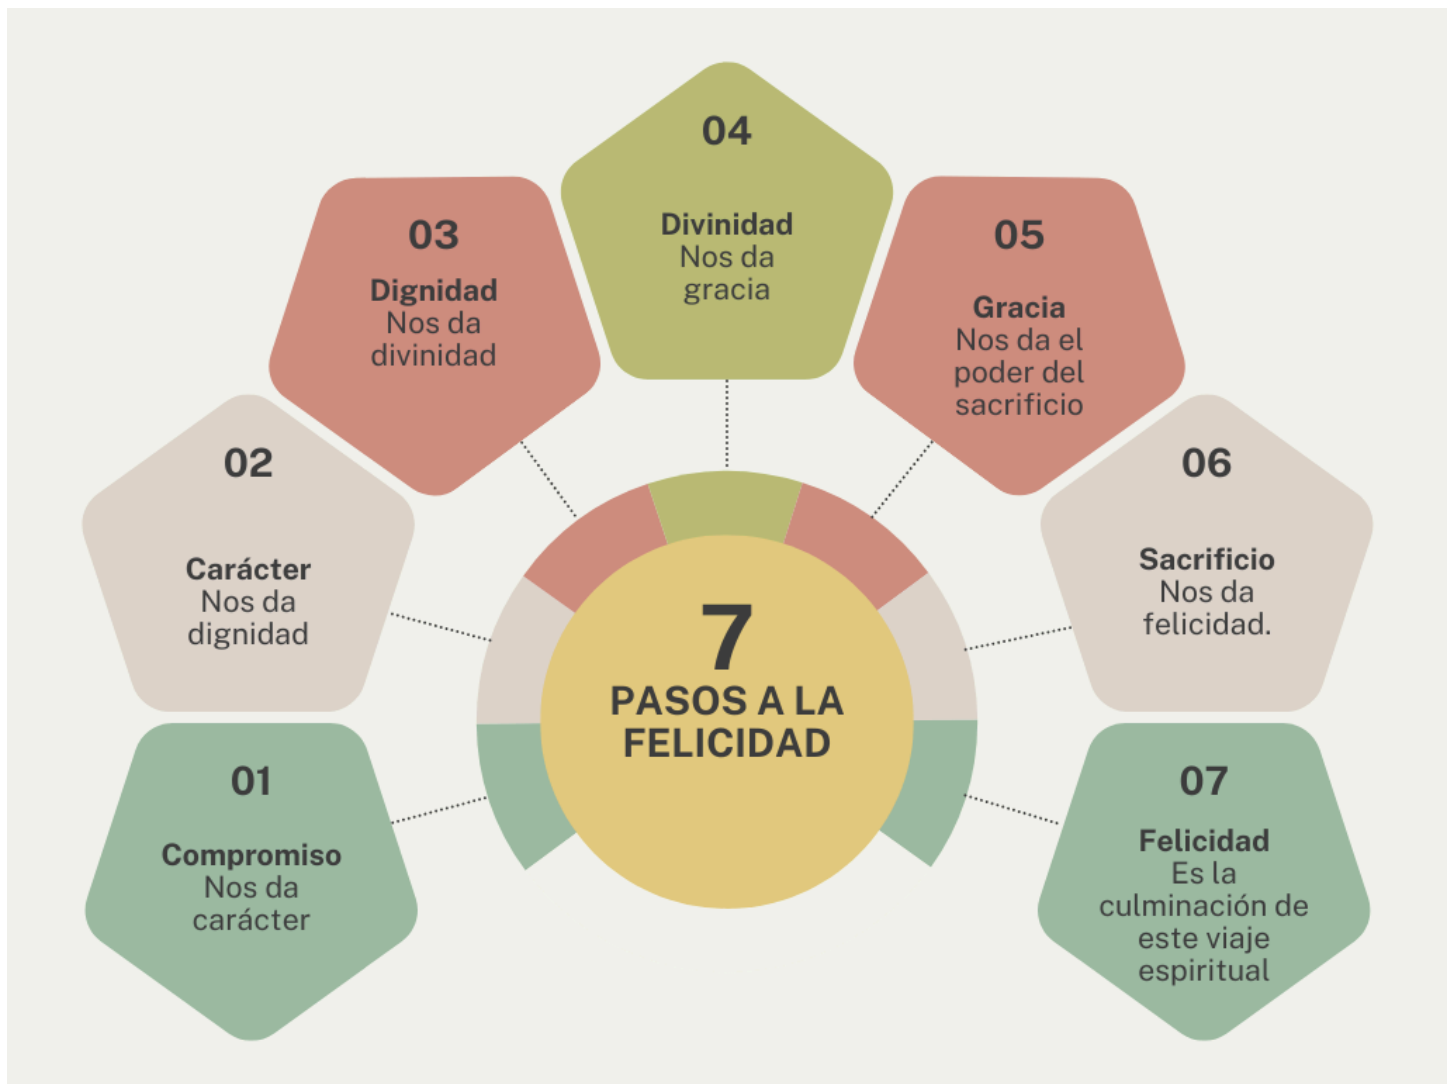 7
PASOS A LA
FELICIDAD
01
Compromiso
Nos da
carácter
02
Carácter
Nos da
dignidad
03
Dignidad
Nos da
divinidad
04
Divinidad
Nos da
gracia
05
Gracia
Nos da el
poder del
sacrificio
06
Sacrificio
Nos da
felicidad.
07
Felicidad
Es la
culminación de
este viaje
espiritual